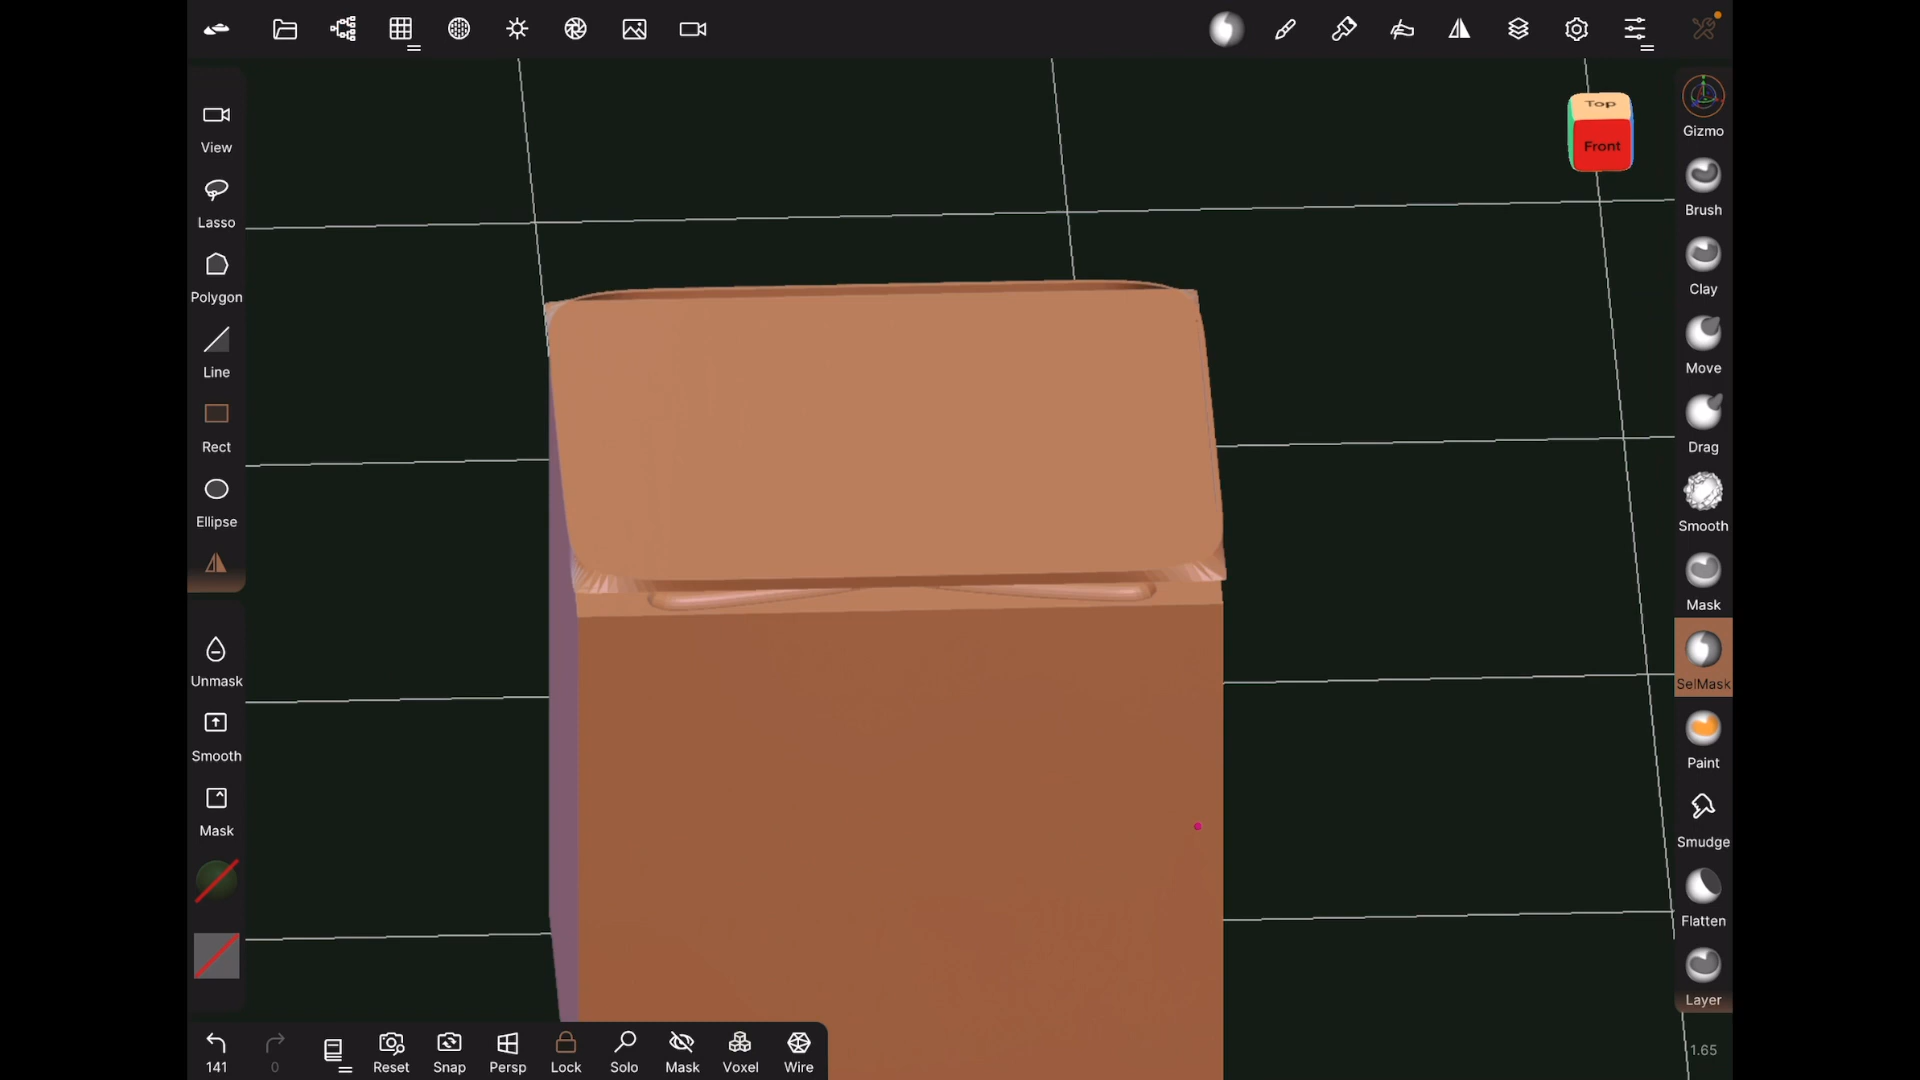 View
Lasso
Polygon
Line
Rect
Ellipse
Unmask
Smooth
Mask
141
0
Reset
Snap
Persp
Lock
Solo
Mask
Voxel
Wire
Top
Front
Gizmo
Brush
Clay
Move
Drag
Smooth
Mask
SelMask
Paint
Smudge
Flatten
Layer
1.65